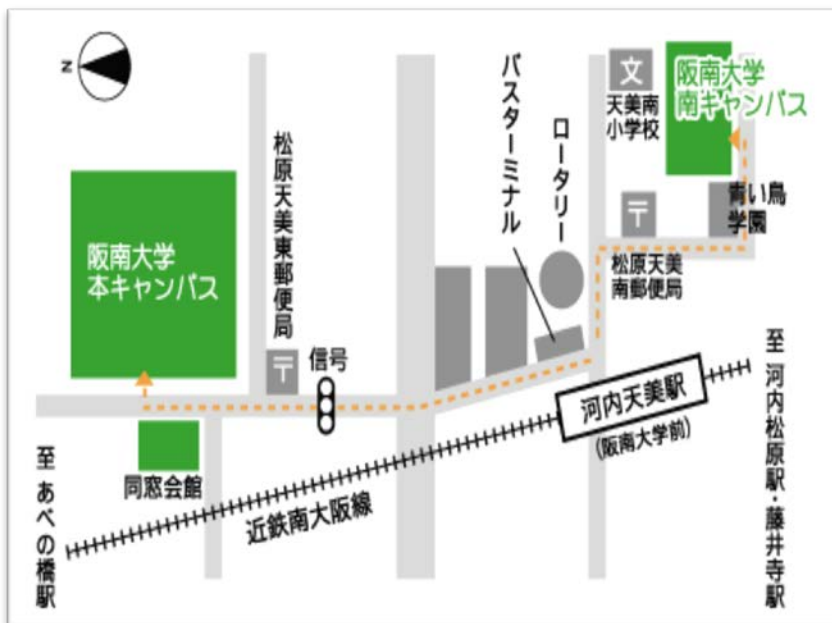 N
松原天美東郵便局
バスターミナル
ロータリー
文
天美南
小学校
阪南大学
南キャンパス
青い鳥
学園
阪南大学
本キャンパス
〒
松原天美
南郵便局
〒
信号
河内天美駅
(阪南大学前)
至 河内松原駅・藤井寺駅
同窓会館
近鉄南大阪線
至 あべの橋駅